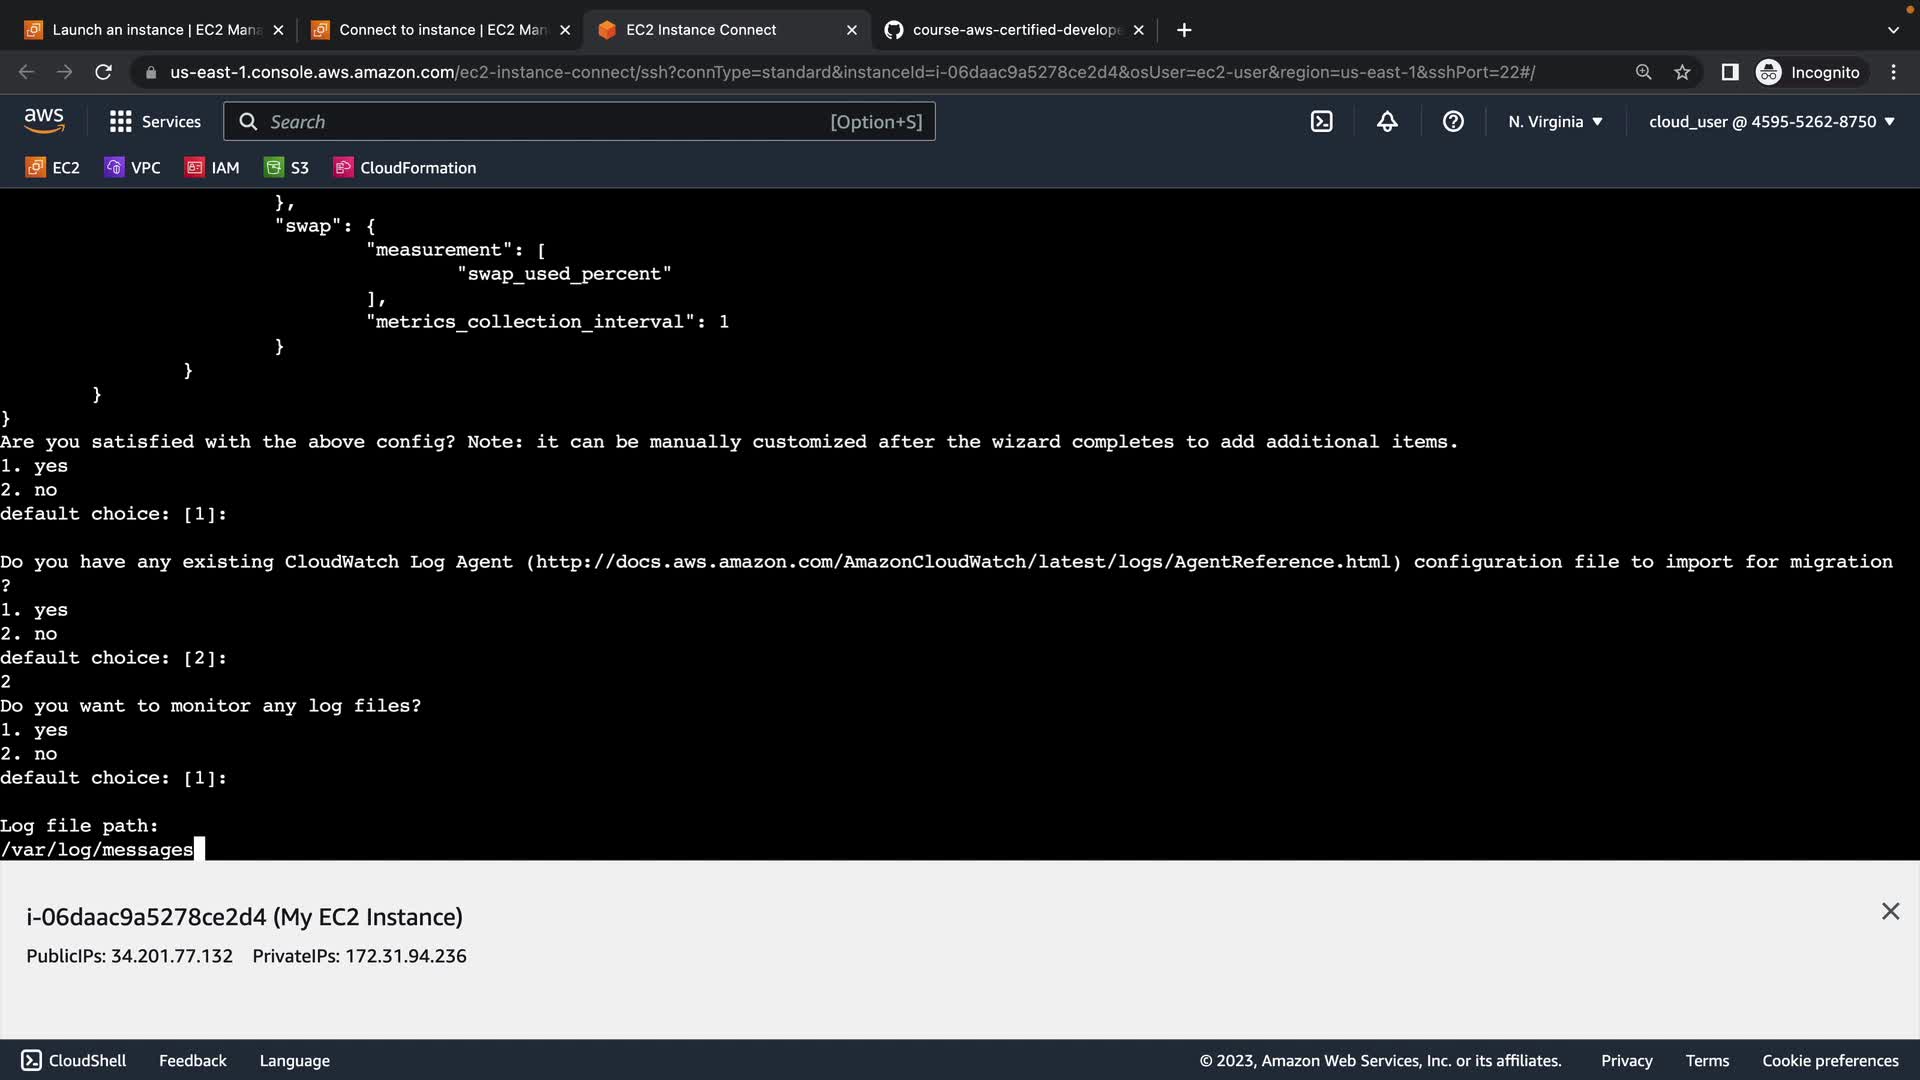 Launch an instance | EC2 Mana
Connect to instance | EC2 Man
EC2 Instance Connect
course-aws-certified-develope
us-east-1.console.aws.amazon.com/ec2-instance-connect/ssh?connType=standard&instanceId=i-06daac9a5278ce2d4&osUser=ec2-user&region=us-east-1&sshPort=22#/
Incognito
aws
Services
Search
[Option+S]
N. Virginia
cloud_user @ 4595-5262-8750
EC2
VPC
IAM
S3
CloudFormation
},
"swap": {
"measurement": [
"swap_used_percent"
],
"metrics_collection_interval": 1
}
}
}
}
Are you satisfied with the above config? Note: it can be manually customized after the wizard completes to add additional items.
1. yes
2. no
default choice: [1]:
Do you have any existing CloudWatch Log Agent (http://docs.aws.amazon.com/AmazonCloudWatch/latest/logs/AgentReference.html) configuration file to import for migration
?
1. yes
2. no
default choice: [2]:
2
Do you want to monitor any log files?
1. yes
2. no
default choice: [1]:
Log file path:
/var/log/messages
i-06daac9a5278ce2d4 (My EC2 Instance)
PublicIPs: 34.201.77.132 PrivateIPs: 172.31.94.236
CloudShell
Feedback
Language
© 2023, Amazon Web Services, Inc. or its affiliates.
Privacy
Terms
Cookie preferences